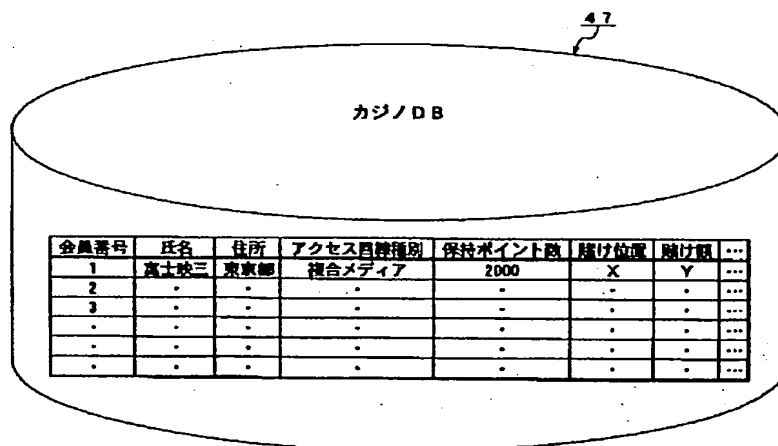 47
カジノDB
会員番号 氏名 住所 アクセス回線種別 保持ポイント数 賭け位置 賭け額 …
1 富士映三 東京都 複合メディア 2000 X Y …
2 ・ ・ ・ - - ・ …
3 ・ ・ ・ - ・ ・ …
・ ・ ・ ・ ・ ・ ・ …
・ ・ ・ ・ ・ ・ ・ …
・ ・ ・ ・ ・ ・ ・ …